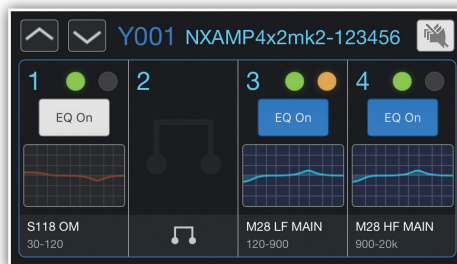 Y001 NXAMP4x2mk2-123456
1 2 3 4
EQ On EQ On EQ On
S118 OM M28 LF MAIN M28 HF MAIN
30-120 120-900 900-20k